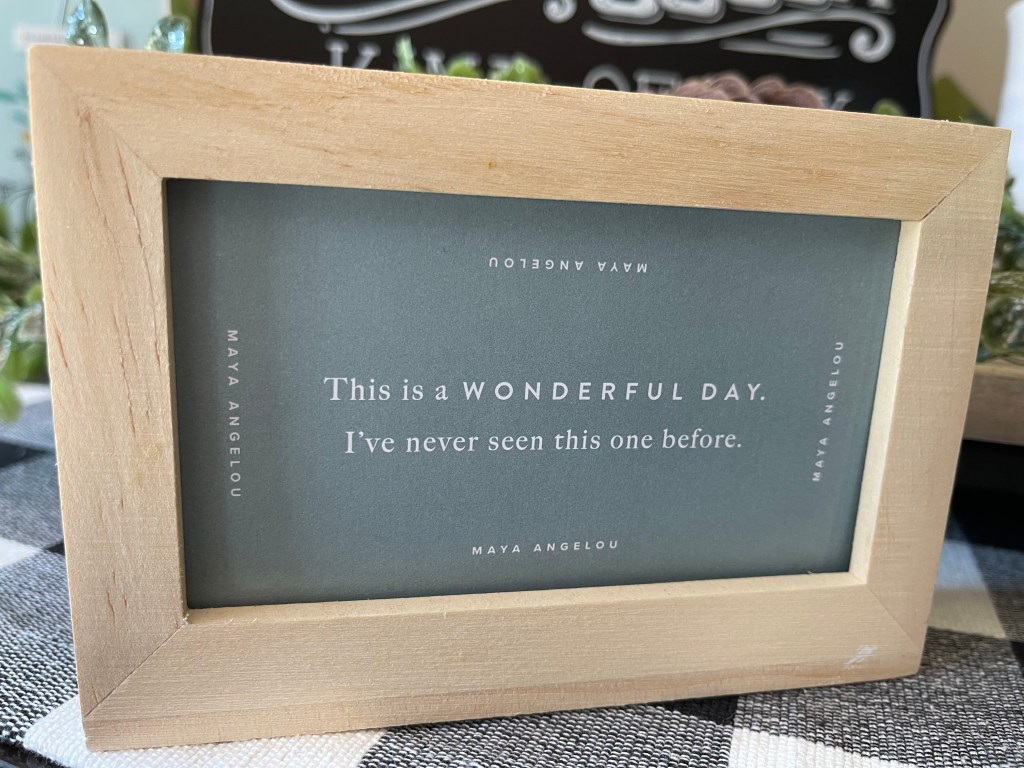 MAYA ANGELOU
MAYA ANGELOU
This is a WONDERFUL DAY.
I've never seen this one before.
MAYA ANGELOU
MAYA ANGELOU